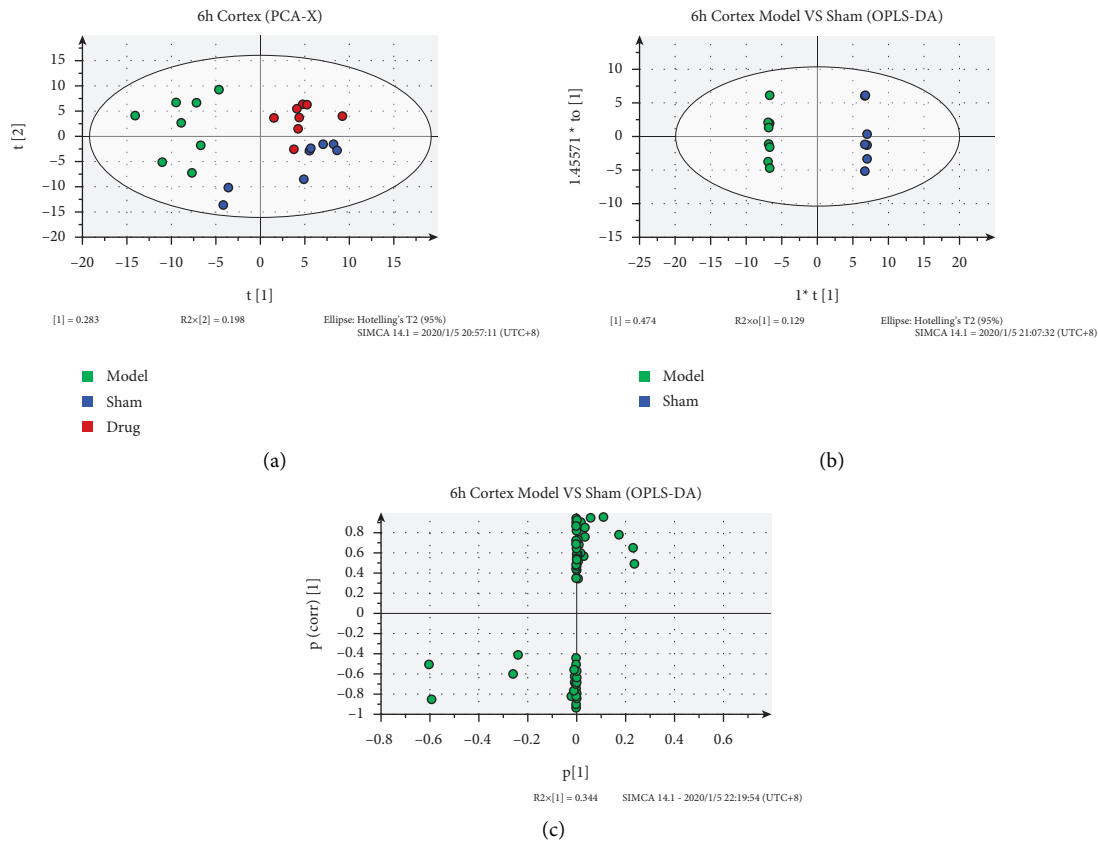 6h Cortex (PCA-X)
15
10
5
0
−5
−10
−15
−20
t [2]
−20 −15 −10 −5 0 5 10 15
t [1]
[1] = 0.283 R2×[2] = 0.198 Ellipse: Hotelling's T2 (95%)
SIMCA 14.1 = 2020/1/5 20:57:11 (UTC+8)
Model
Sham
Drug
(a)
6h Cortex Model VS Sham (OPLS-DA)
10
5
0
−5
−10
−15
1.45571 * to [1]
−25 −20 −15 −10 −5 0 5 10 15 20
1* t [1]
[1] = 0.474 R2×o[1] = 0.129 Ellipse: Hotelling's T2 (95%)
SIMCA 14.1 = 2020/1/5 21:07:32 (UTC+8)
Model
Sham
(b)
6h Cortex Model VS Sham (OPLS-DA)
0.8
0.6
0.4
0.2
0
−0.2
−0.4
−0.6
−0.8
−1
p (corr) [1]
−0.8 −0.6 −0.4 −0.2 0 0.2 0.4 0.6
p[1]
R2×[1] = 0.344 SIMCA 14.1 - 2020/1/5 22:19:54 (UTC+8)
(c)